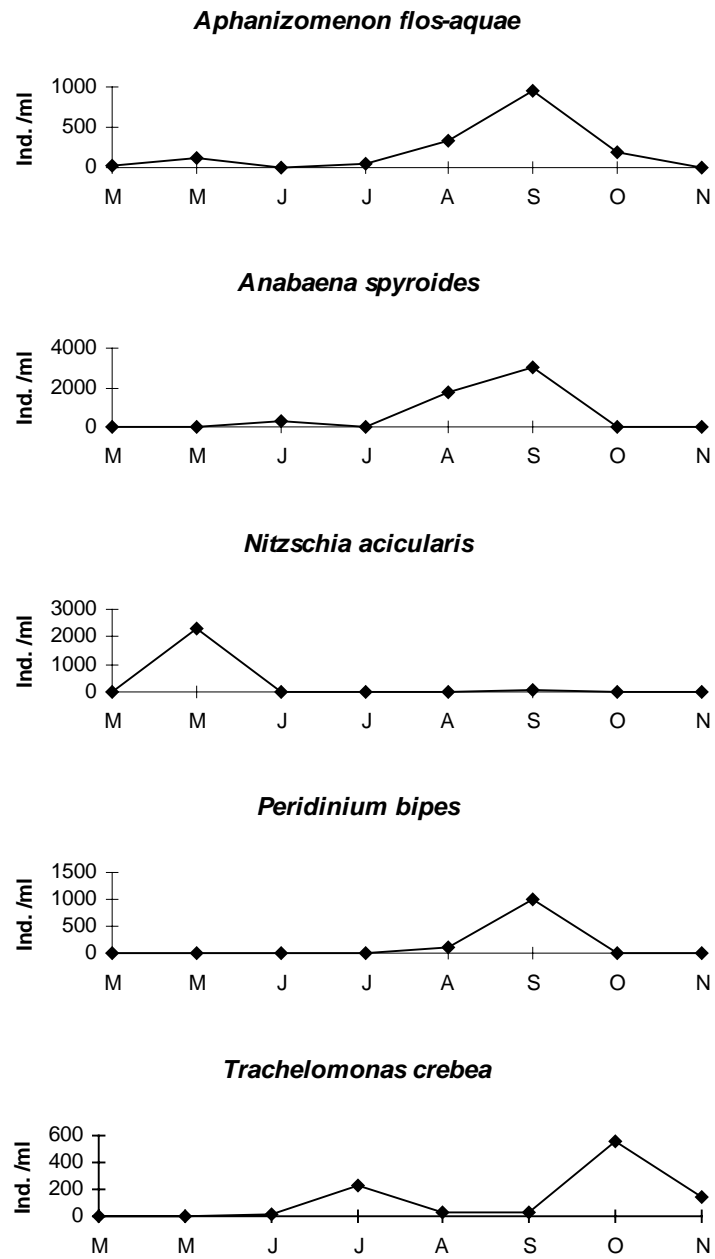 Aphanizomenon flos-aquae
Ind. /ml
1000
500
0
M M J J A S O N
Anabaena spyroides
Ind. /ml
4000
2000
0
M M J J A S O N
Nitzschia acicularis
Ind. /ml
3000
2000
1000
0
M M J J A S O N
Peridinium bipes
Ind. /ml
1500
1000
500
0
M M J J A S O N
Trachelomonas crebea
Ind. /ml
600
400
200
0
M M J J A S O N